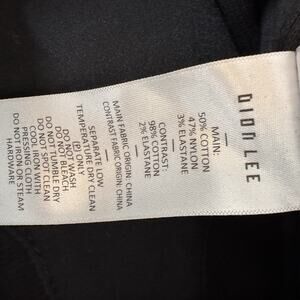 DION LEE
MAIN:
50% COTTON
47% NYLON
3% ELASTANE
CONTRAST:
98% COTTON
2% ELASTANE
MAIN FABRIC ORIGIN: CHINA
CONTRAST FABRIC ORIGIN: CHINA
SEPARATE LOW
TEMPERATURE DRY CLEAN
(P) ONLY
DO NOT WASH
DO NOT BLEACH
DO NOT TUMBLE DRY
DO NOT SPOT CLEAN
COOL IRON WITH
PRESSING CLOTH
DO NOT IRON OR STEAM
HARDWARE